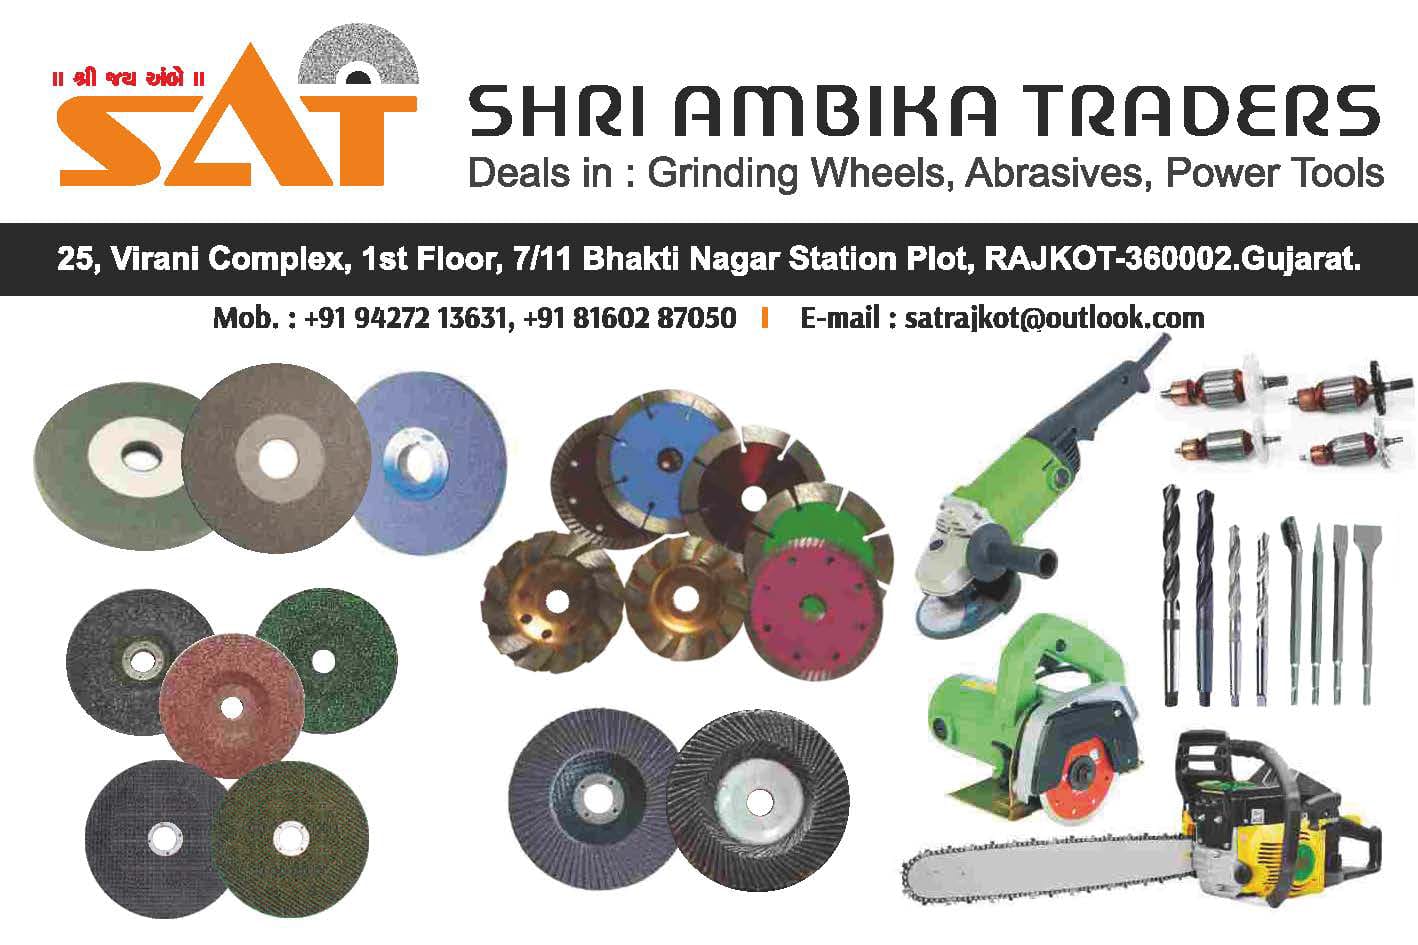 ॥ શ્રી જય અંબે ॥
SAT
SHRI AMBIKA TRADERS
Deals in : Grinding Wheels, Abrasives, Power Tools
25, Virani Complex, 1st Floor, 7/11 Bhakti Nagar Station Plot, RAJKOT-360002.Gujarat.
Mob. : +91 94272 13631, +91 81602 87050 I E-mail : satrajkot@outlook.com